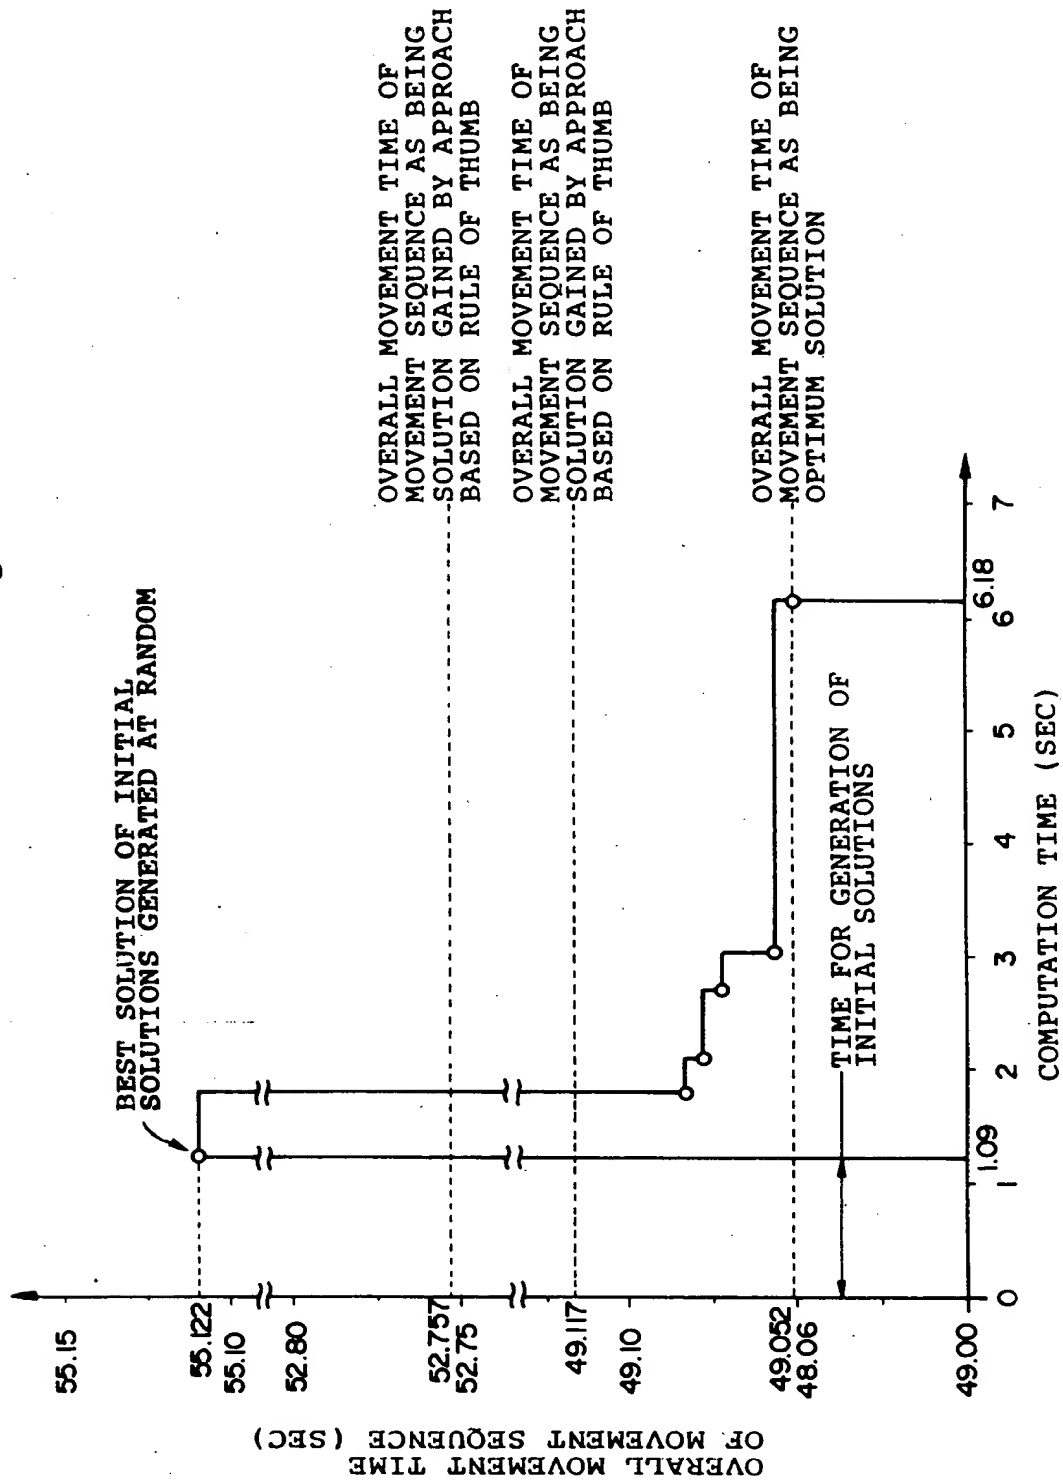 BEST SOLUTION OF INITIAL
SOLUTIONS GENERATED AT RANDOM
OVERALL MOVEMENT TIME OF
MOVEMENT SEQUENCE AS BEING
SOLUTION GAINED BY APPROACH
BASED ON RULE OF THUMB
OVERALL MOVEMENT TIME OF
MOVEMENT SEQUENCE AS BEING
SOLUTION GAINED BY APPROACH
BASED ON RULE OF THUMB
OVERALL MOVEMENT TIME OF
MOVEMENT SEQUENCE AS BEING
OPTIMUM SOLUTION
TIME FOR GENERATION OF
INITIAL SOLUTIONS
OVERALL MOVEMENT TIME
OF MOVEMENT SEQUENCE (SEC)
55.15
55.122
55.10
52.80
52.757
52.75
49.117
49.10
49.052
48.06
49.00
0
1
1.09
2
3
4
5
6
6.18
7
COMPUTATION TIME (SEC)